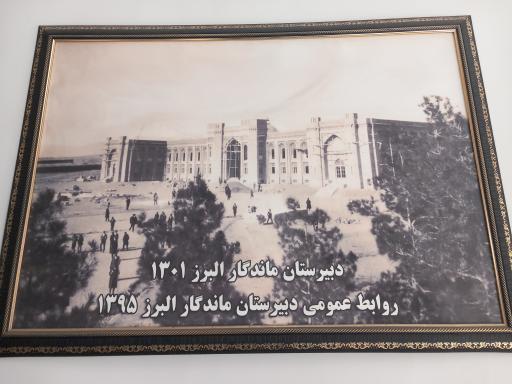 دبیرستان ماندگار البرز ۱۳۰۱
روابط عمومی دبیرستان ماندگار البرز ۱۳۹۵